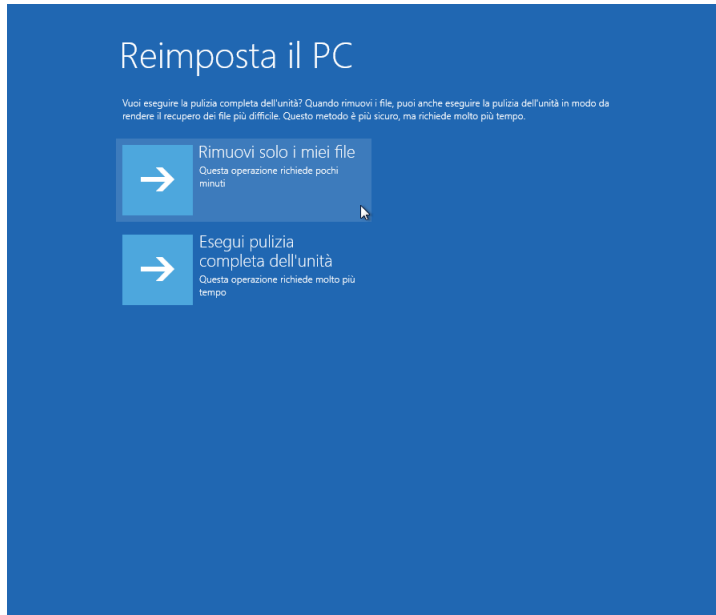 Reimposta il PC
Vuoi eseguire la pulizia completa dell'unità? Quando rimuovi i file, puoi anche eseguire la pulizia dell'unità in modo da
rendere il recupero dei file più difficile. Questo metodo è più sicuro, ma richiede molto più tempo.
Rimuovi solo i miei file
Questa operazione richiede pochi
minuti
Esegui pulizia
completa dell'unità
Questa operazione richiede molto più
tempo